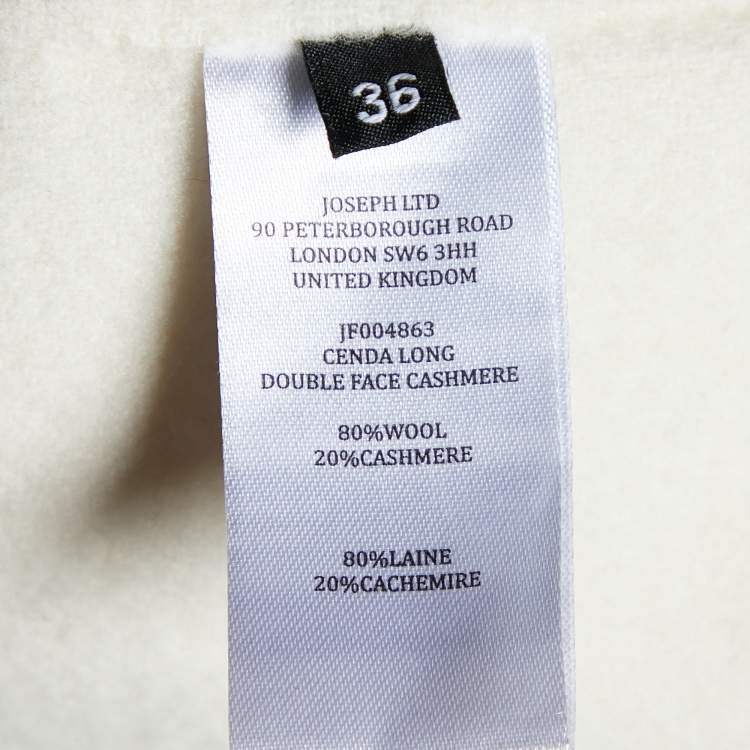 36
JOSEPH LTD
90 PETERBOROUGH ROAD
LONDON SW6 3HH
UNITED KINGDOM
JF004863
CENDA LONG
DOUBLE FACE CASHMERE
80%WOOL
20%CASHMERE
80%LAINE
20%CACHEMIRE